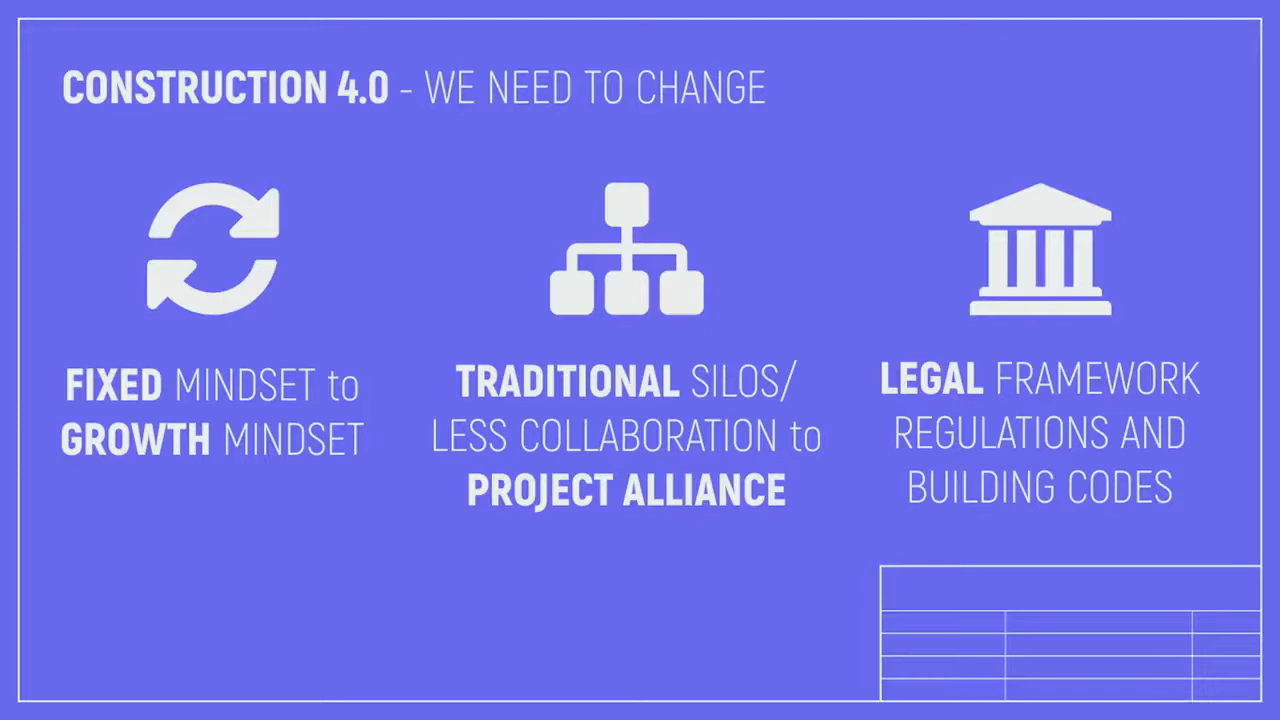 CONSTRUCTION 4.0 - WE NEED TO CHANGE
FIXED MINDSET to
GROWTH MINDSET
TRADITIONAL SILOS/
LESS COLLABORATION to
PROJECT ALLIANCE
LEGAL FRAMEWORK
REGULATIONS AND
BUILDING CODES